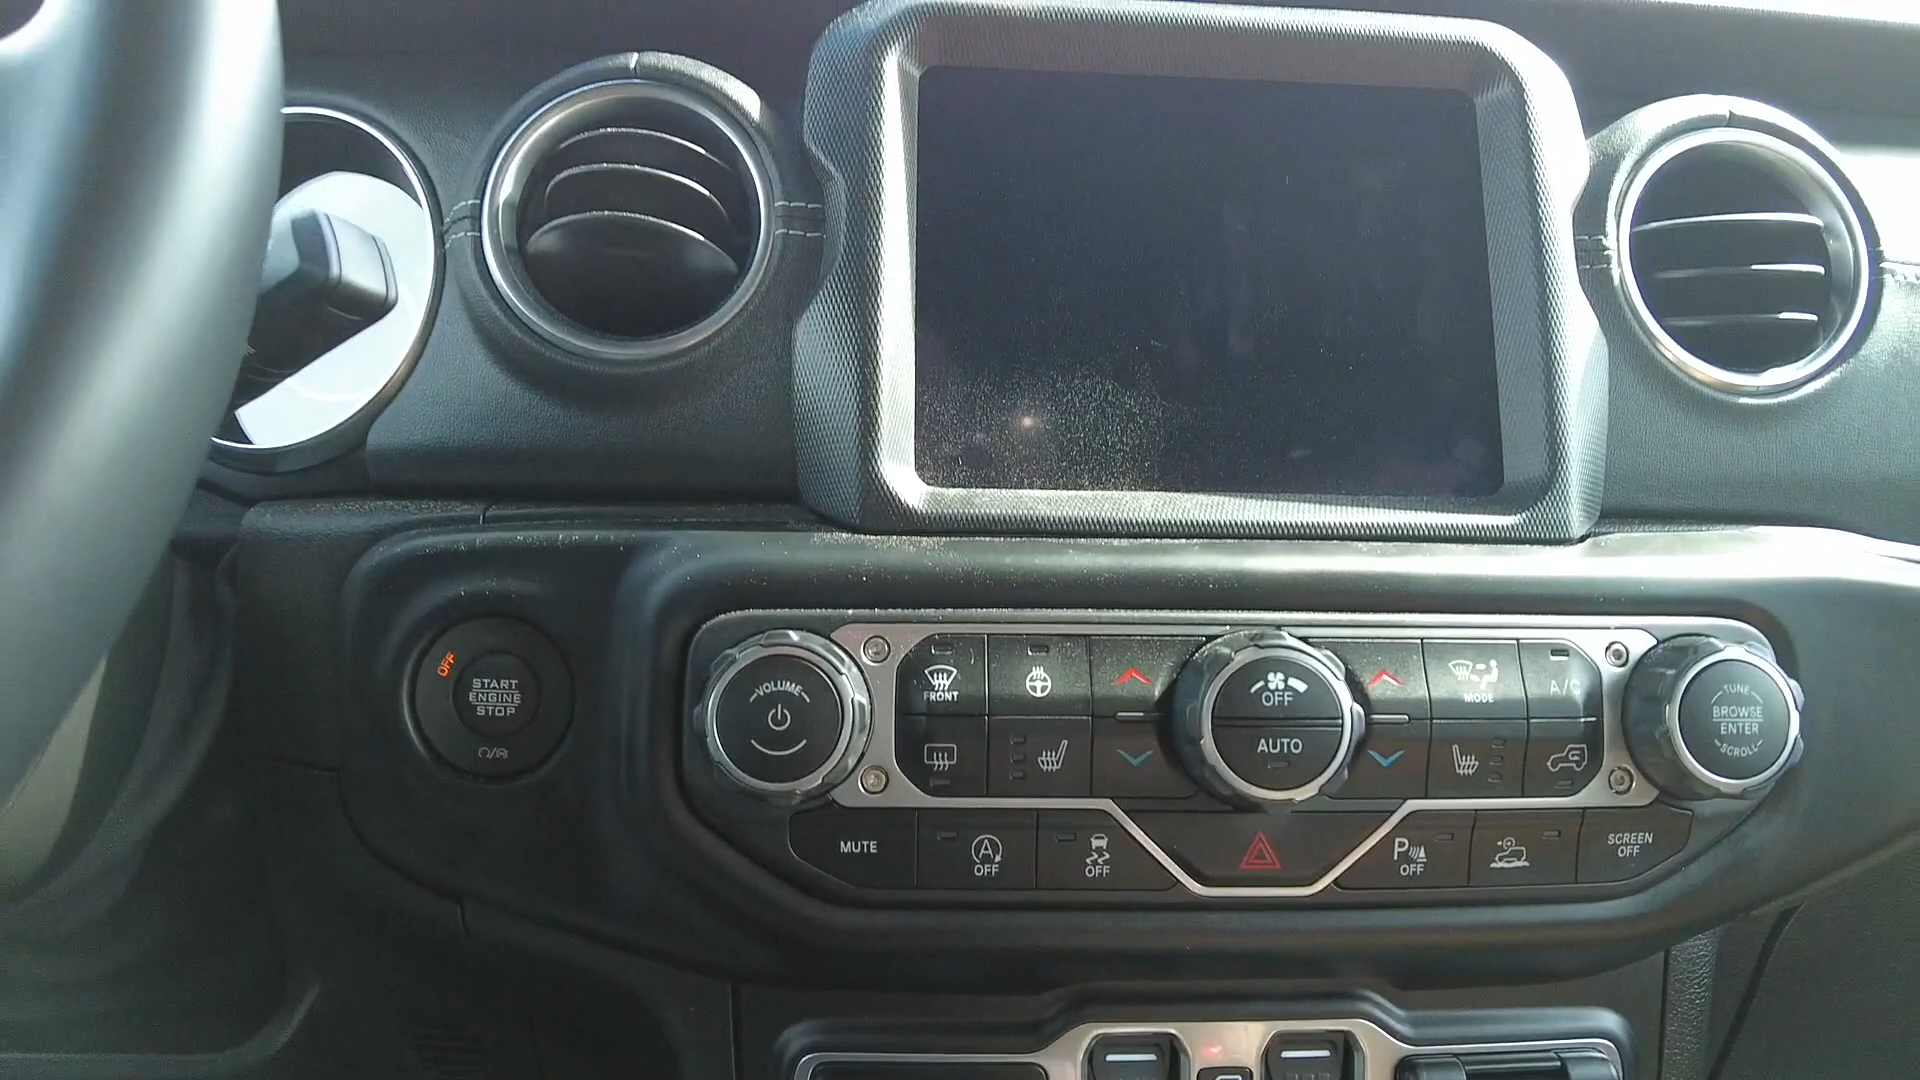 OFF
START
ENGINE
STOP
VOLUME
FRONT
OFF
AUTO
MODE
A/C
TUNE
BROWSE
ENTER
SCROLL
MUTE
A
OFF
OFF
P
OFF
SCREEN
OFF